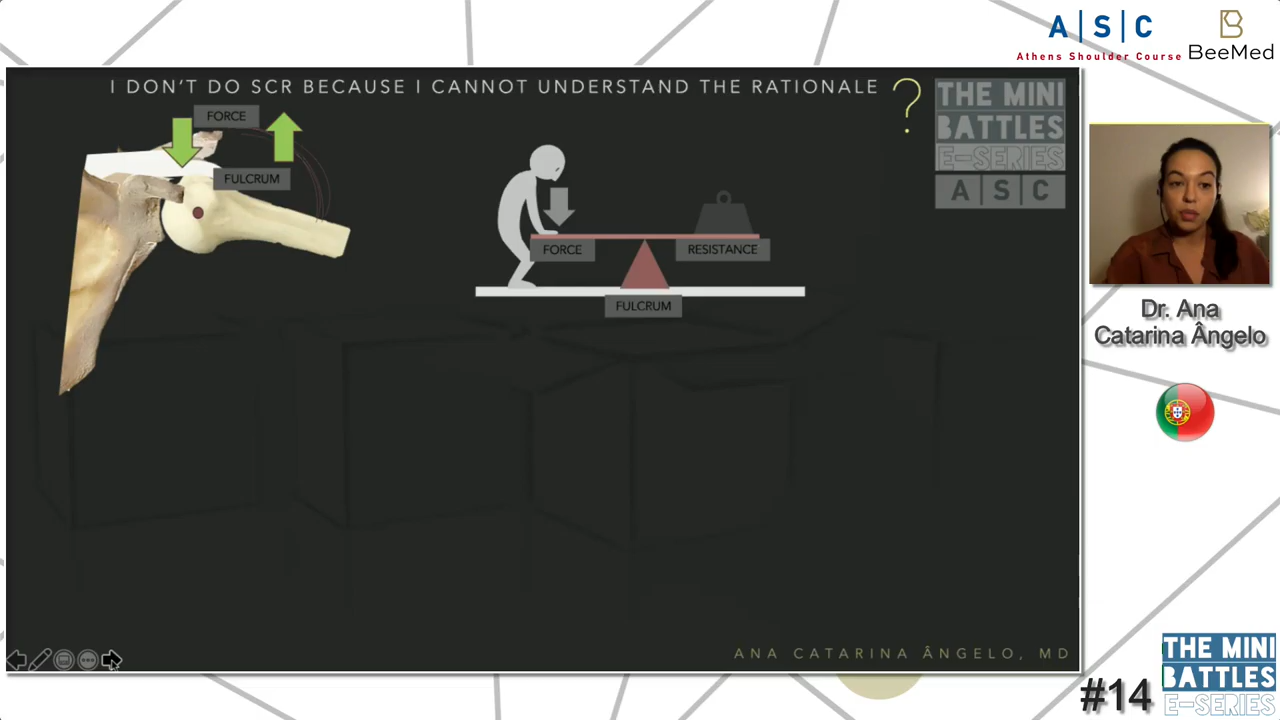 A|S|C
Athens Shoulder Course
BeeMed
I DON'T DO SCR BECAUSE I CANNOT UNDERSTAND THE RATIONALE ?
THE MINI
BATTLES
E-SERIES
A|S|C
FORCE
FULCRUM
FORCE
RESISTANCE
FULCRUM
Dr. Ana
Catarina Ângelo
ANA CATARINA ÂNGELO, MD
#14
THE MINI
BATTLES
E-SERIES